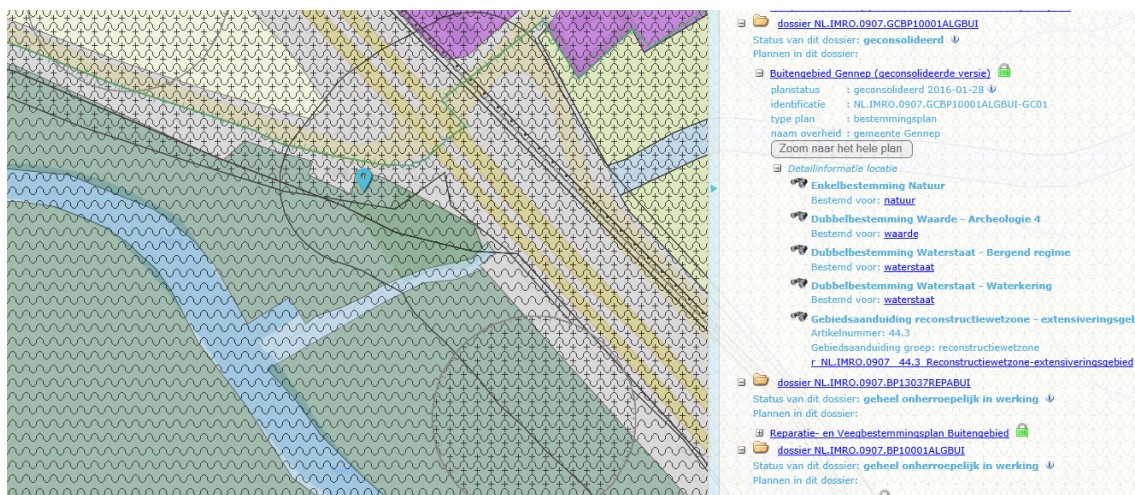 dossier NL.IMRO.0907.GCBP10001ALGBUI
Status van dit dossier: geconsolideerd
Plannen in dit dossier:
Buitengebied Gennep (geconsolideerde versie)
planstatus : geconsolideerd 2016-01-28
identificatie : NL.IMRO.0907.GCBP10001ALGBUI-GC01
type plan : bestemmingsplan
naam overheid : gemeente Gennep
Zoom naar het hele plan
Detailinformatie locatie
Enkelbestemming Natuur
Bestemd voor: natuur
Dubbelbestemming Waarde - Archeologie 4
Bestemd voor: waarde
Dubbelbestemming Waterstaat - Bergend regime
Bestemd voor: waterstaat
Dubbelbestemming Waterstaat - Waterkering
Bestemd voor: waterstaat
Gebiedsaanduiding reconstructiewetzone - extensiveringsgeb
Artikelnummer: 44.3
Gebiedsaanduiding groep: reconstructiewetzone
r_NL.IMRO.0907__44.3_Reconstructiewetzone-extensiveringsgebied
dossier NL.IMRO.0907.BP13037REPABUI
Status van dit dossier: geheel onherroepelijk in werking
Plannen in dit dossier:
Reparatie- en Veegbestemmingsplan Buitengebied
dossier NL.IMRO.0907.BP10001ALGBUI
Status van dit dossier: geheel onherroepelijk in werking
Plannen in dit dossier: